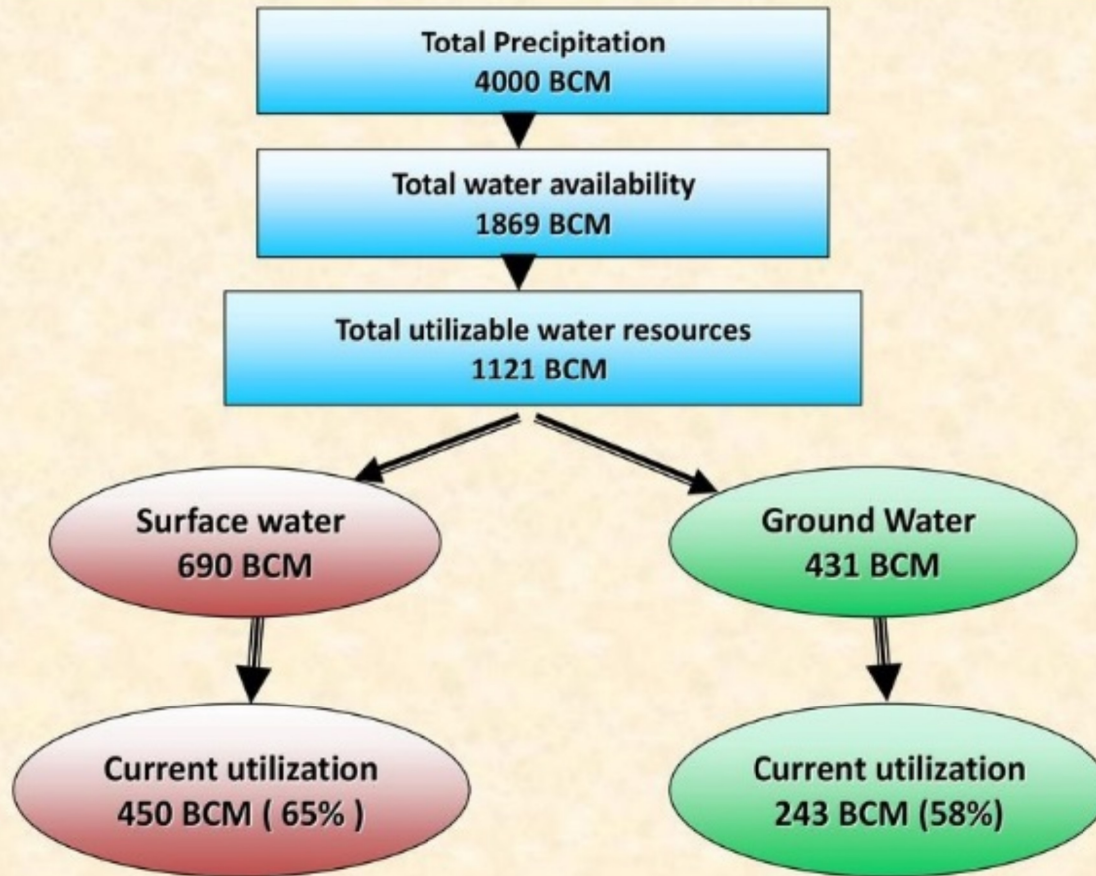 Total Precipitation
4000 BCM
Total water availability
1869 BCM
Total utilizable water resources
1121 BCM
Surface water
690 BCM
Ground Water
431 BCM
Current utilization
450 BCM ( 65% )
Current utilization
243 BCM (58%)